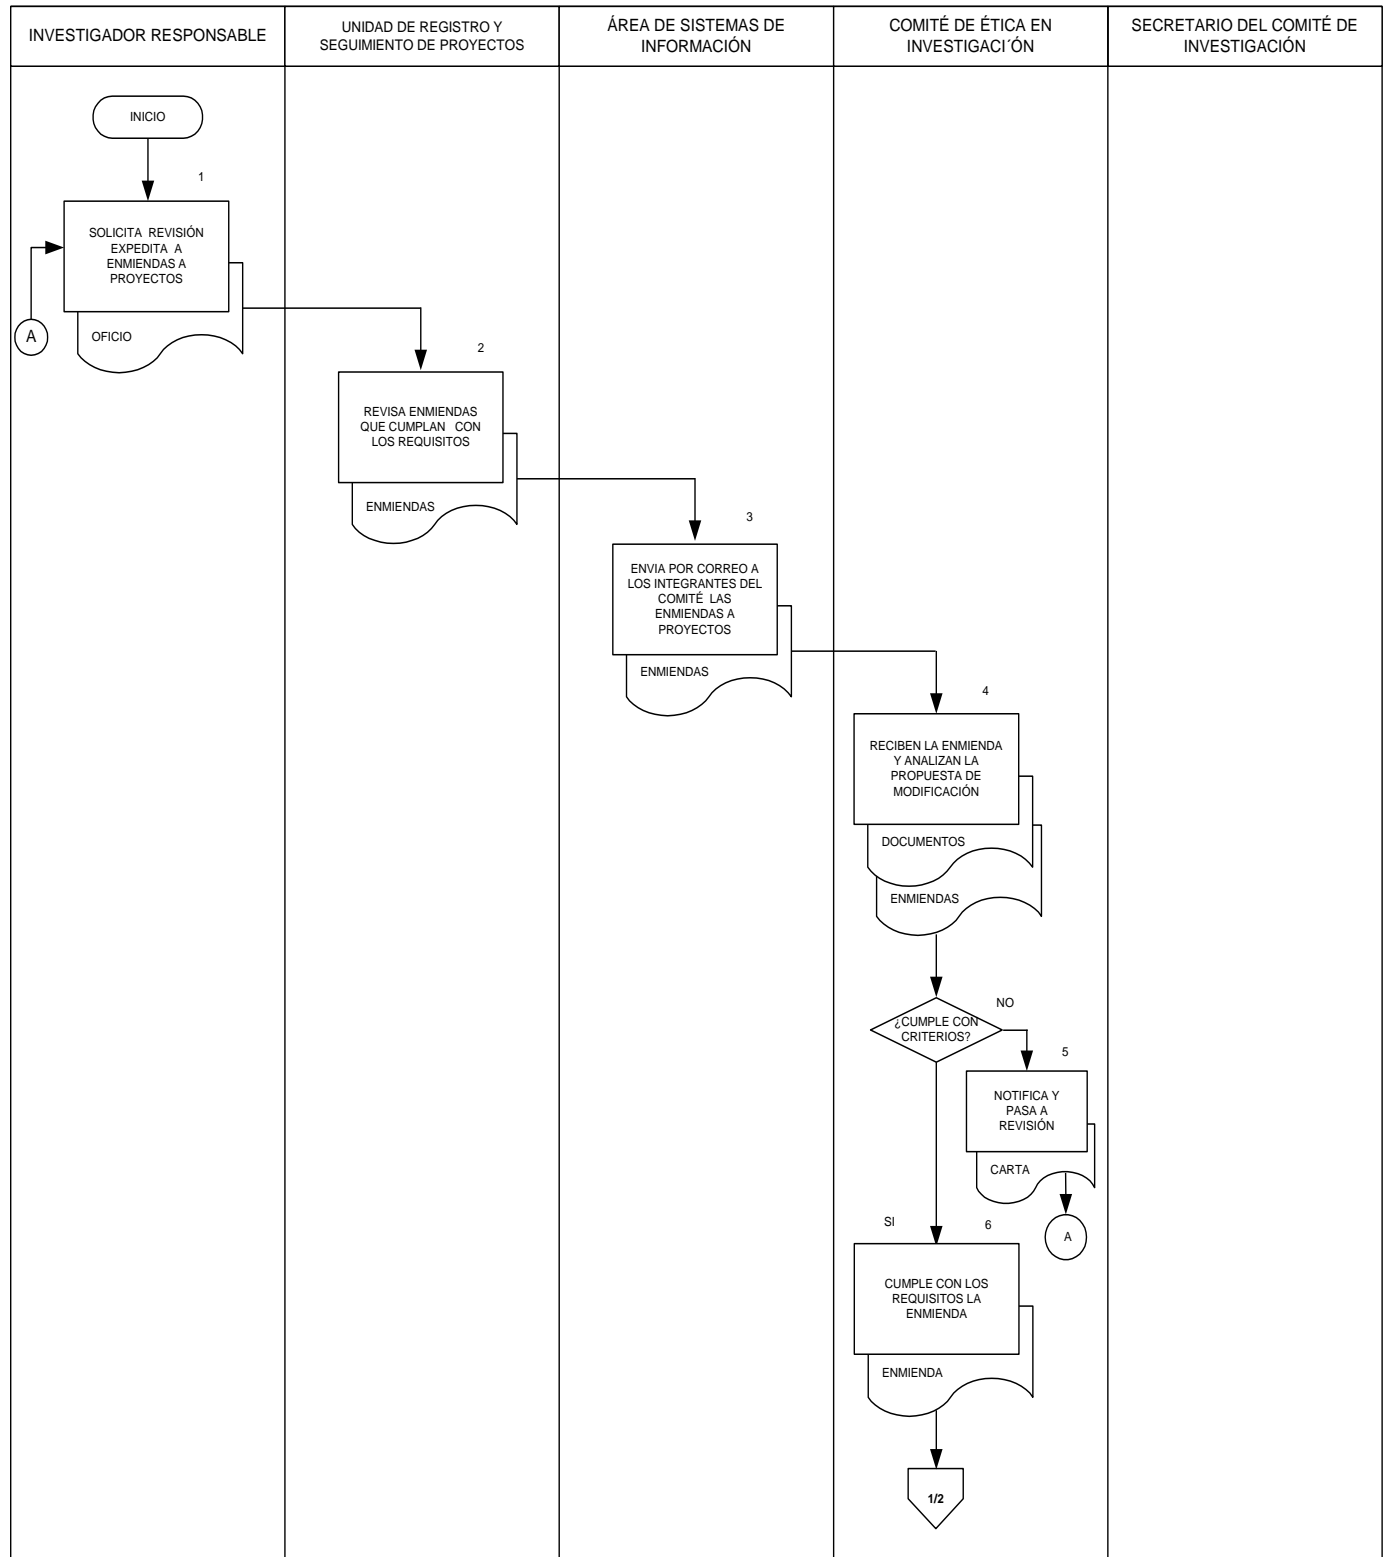 INVESTIGADOR RESPONSABLE
UNIDAD DE REGISTRO Y
SEGUIMIENTO DE PROYECTOS
ÁREA DE SISTEMAS DE
INFORMACIÓN
COMITÉ DE ÉTICA EN
INVESTIGACI´ÓN
SECRETARIO DEL COMITÉ DE
INVESTIGACIÓN
INICIO
1
SOLICITA REVISIÓN
EXPEDITA A
ENMIENDAS A
PROYECTOS
OFICIO
A
2
REVISA ENMIENDAS
QUE CUMPLAN CON
LOS REQUISITOS
ENMIENDAS
3
ENVIA POR CORREO A
LOS INTEGRANTES DEL
COMITÉ LAS
ENMIENDAS A
PROYECTOS
ENMIENDAS
4
RECIBEN LA ENMIENDA
Y ANALIZAN LA
PROPUESTA DE
MODIFICACIÓN
DOCUMENTOS
ENMIENDAS
¿CUMPLE CON
CRITERIOS?
NO
5
NOTIFICA Y
PASA A
REVISIÓN
CARTA
A
SI
6
CUMPLE CON LOS
REQUISITOS LA
ENMIENDA
ENMIENDA
1/2